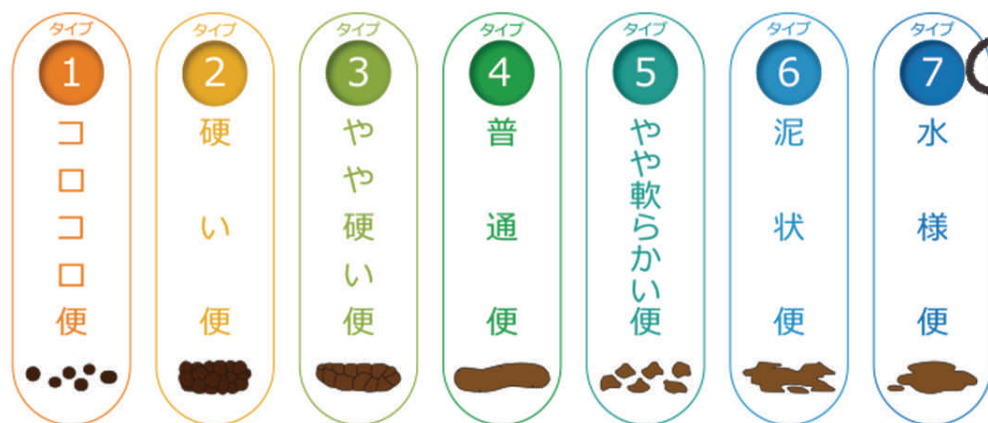 タイプ
1
コロコロ便
タイプ
2
硬い便
タイプ
3
やや硬い便
タイプ
4
普通便
タイプ
5
やや軟らかい便
タイプ
6
泥状便
タイプ
7
水様便